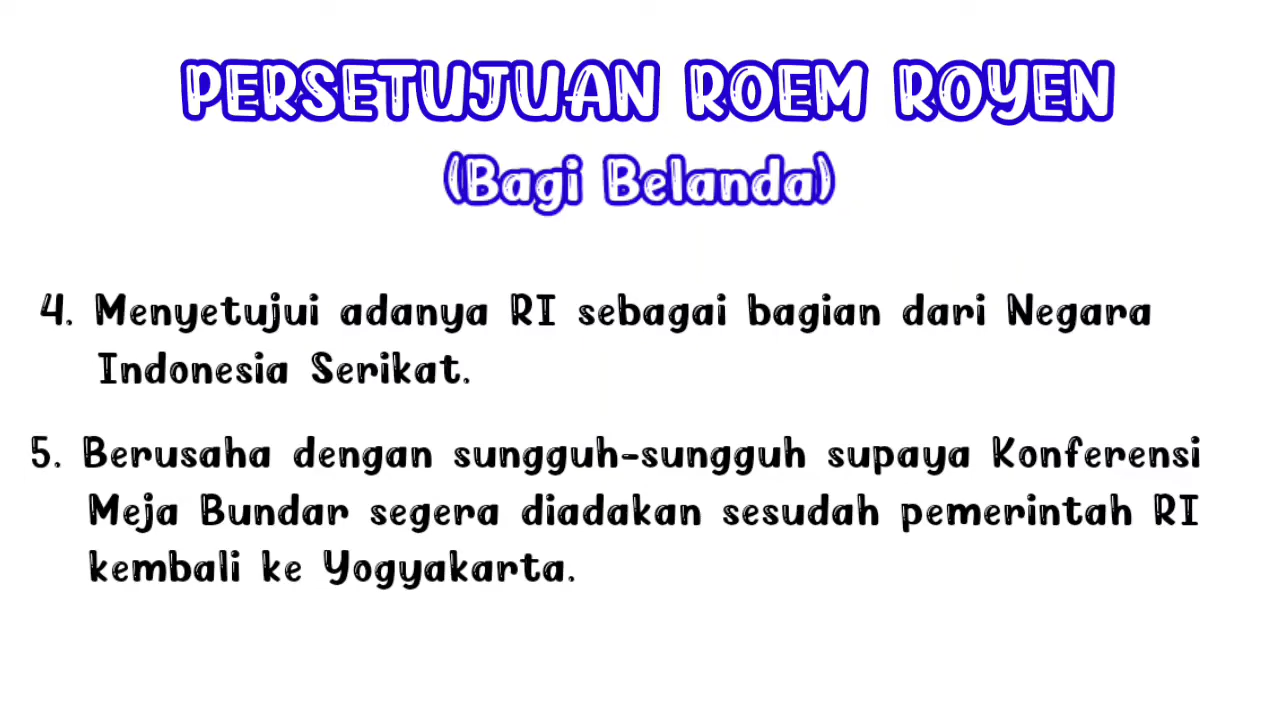 PERSETUJUAN ROEM ROYEN
(Bagi Belanda)
4. Menyetujui adanya RI sebagai bagian dari Negara
Indonesia Serikat.
5. Berusaha dengan sungguh-sungguh supaya Konferensi
Meja Bundar segera diadakan sesudah pemerintah RI
kembali ke Yogyakarta.